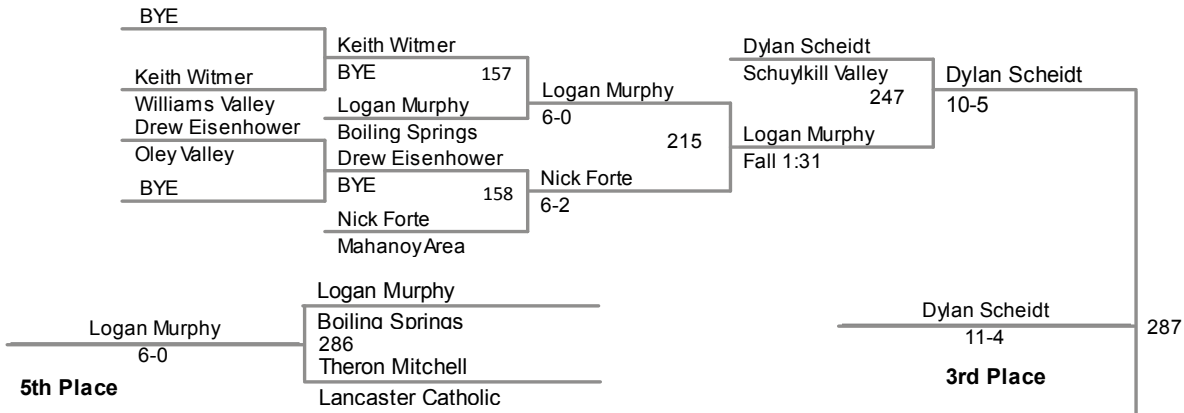 BYE
Keith Witmer
Williams Valley
Drew Eisenhower
Oley Valley
BYE
Keith Witmer
BYE
157
Logan Murphy
Boiling Springs
Drew Eisenhower
BYE
158
Nick Forte
Mahanoy Area
Logan Murphy
6-0
215
Nick Forte
6-2
Dylan Scheidt
Schuylkill Valley
247
Logan Murphy
Fall 1:31
Dylan Scheidt
10-5
Logan Murphy
6-0
5th Place
Logan Murphy
Boiling Springs
286
Theron Mitchell
Lancaster Catholic
Dylan Scheidt
11-4
3rd Place
287